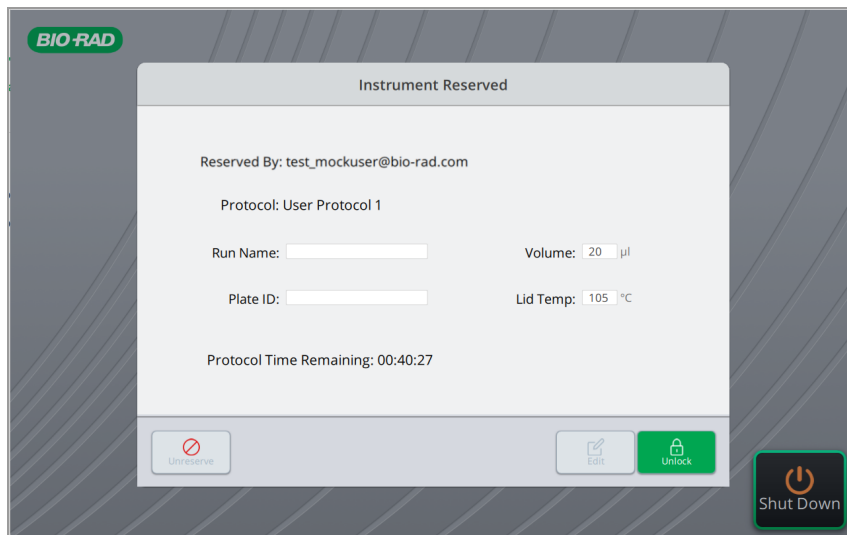 BIO-RAD
Instrument Reserved
Reserved By: test_mockuser@bio-rad.com
Protocol: User Protocol 1
Run Name:
Volume: 20 µl
Plate ID:
Lid Temp: 105 °C
Protocol Time Remaining: 00:40:27
Unreserve
Edit
Unlock
Shut Down